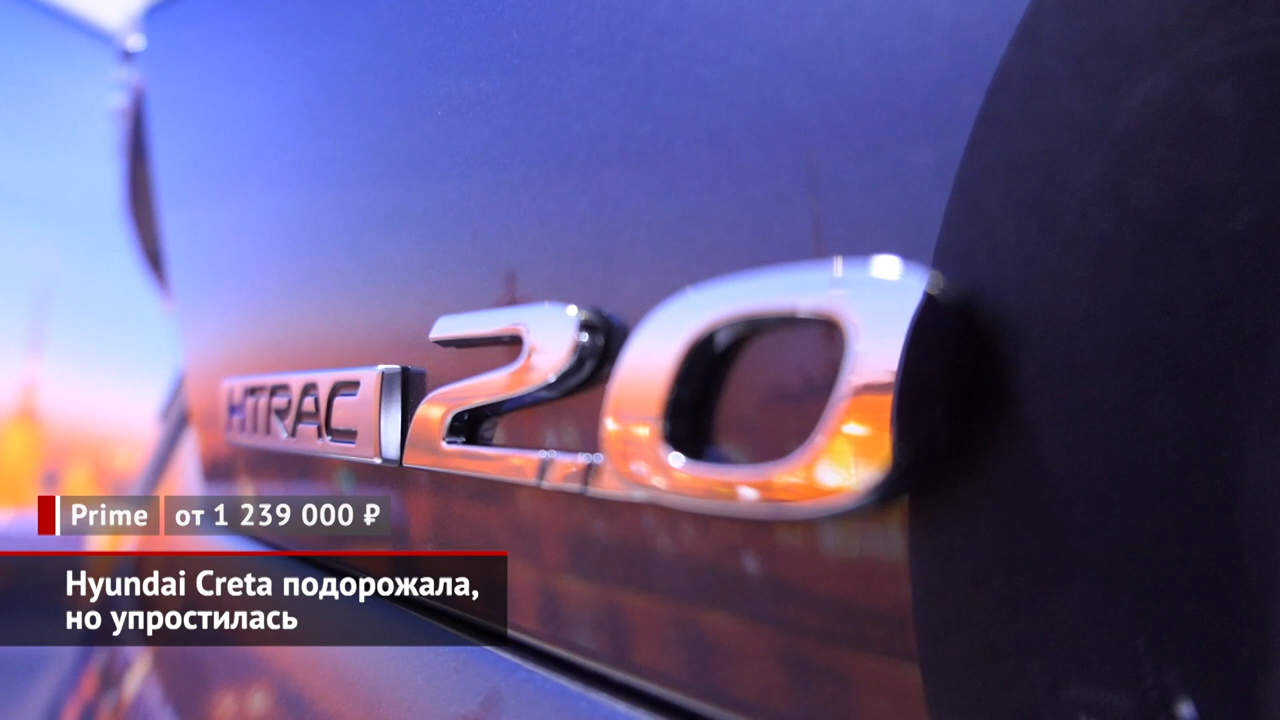 HTRAC 2.0
Prime от 1 239 000 ₽
Hyundai Creta подорожала,
но упростилась